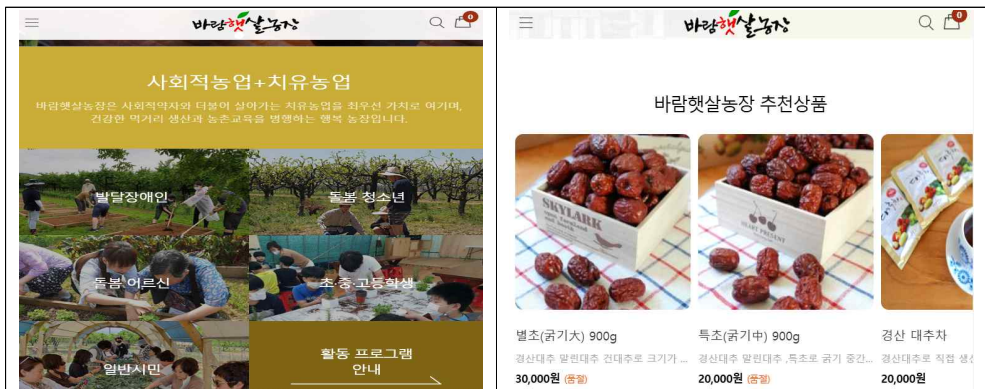 바람햇살농장
0
사회적농업+치유농업
바람햇살농장은 사회적약자와 더불어 살아가는 치유농업을 최우선 가치로 여기며,
건강한 먹거리 생산과 농촌교육을 병행하는 행복 농장입니다.
발달장애인
돌봄 청소년
돌봄 어르신
초·중·고등학생
일반시민
활동 프로그램
안내
바람햇살농장
0
바람햇살농장 추천상품
SKYLARK
HEART PRESENT
별초(굵기大) 900g
특초(굵기中) 900g
경산 대추차
경산대추 말린대추 건대추로 크기가 ...
경산대추 말린대추 ,특초로 굵기 중간...
경산대추로 직접 생산
30,000원 (품절)
20,000원 (품절)
20,000원